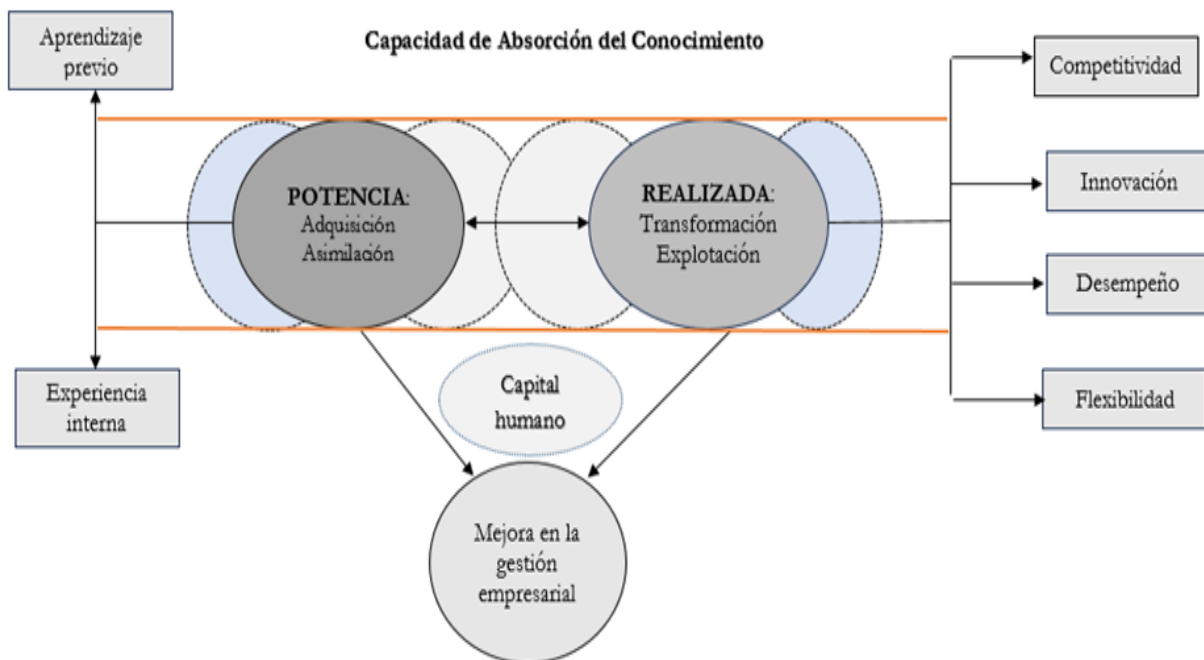 Aprendizaje
previo
Capacidad de Absorción del Conocimiento
Competitividad
POTENCIA:
Adquisición
Asimilación
REALIZADA:
Transformación
Explotación
Innovación
Desempeño
Experiencia
interna
Capital
humano
Flexibilidad
Mejora en la
gestión
empresarial